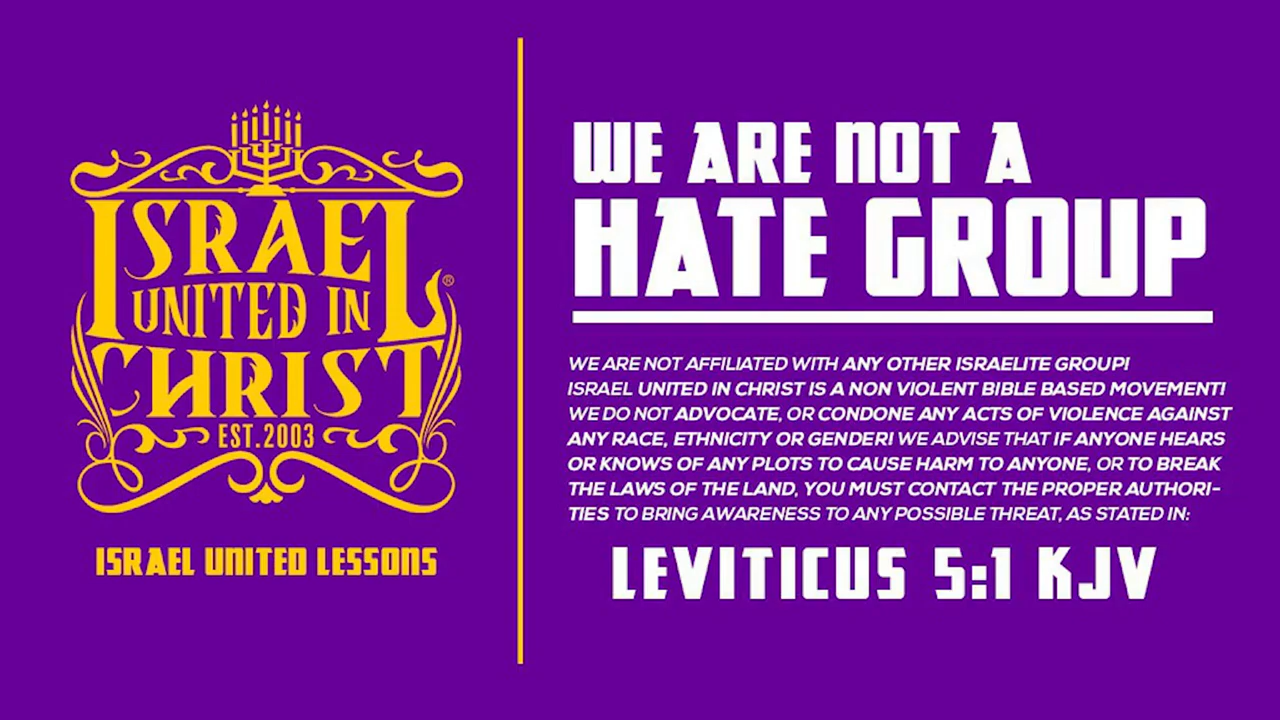 ISRAEL
UNITED IN
CHRIST
®
EST.2003
ISRAEL UNITED LESSONS
WE ARE NOT A
HATE GROUP
WE ARE NOT AFFILIATED WITH ANY OTHER ISRAELITE GROUP!
ISRAEL UNITED IN CHRIST IS A NON VIOLENT BIBLE BASED MOVEMENT!
WE DO NOT ADVOCATE, OR CONDONE ANY ACTS OF VIOLENCE AGAINST
ANY RACE, ETHNICITY OR GENDER! WE ADVISE THAT IF ANYONE HEARS
OR KNOWS OF ANY PLOTS TO CAUSE HARM TO ANYONE, OR TO BREAK
THE LAWS OF THE LAND, YOU MUST CONTACT THE PROPER AUTHORI-
TIES TO BRING AWARENESS TO ANY POSSIBLE THREAT, AS STATED IN:
LEVITICUS 5:1 KJV